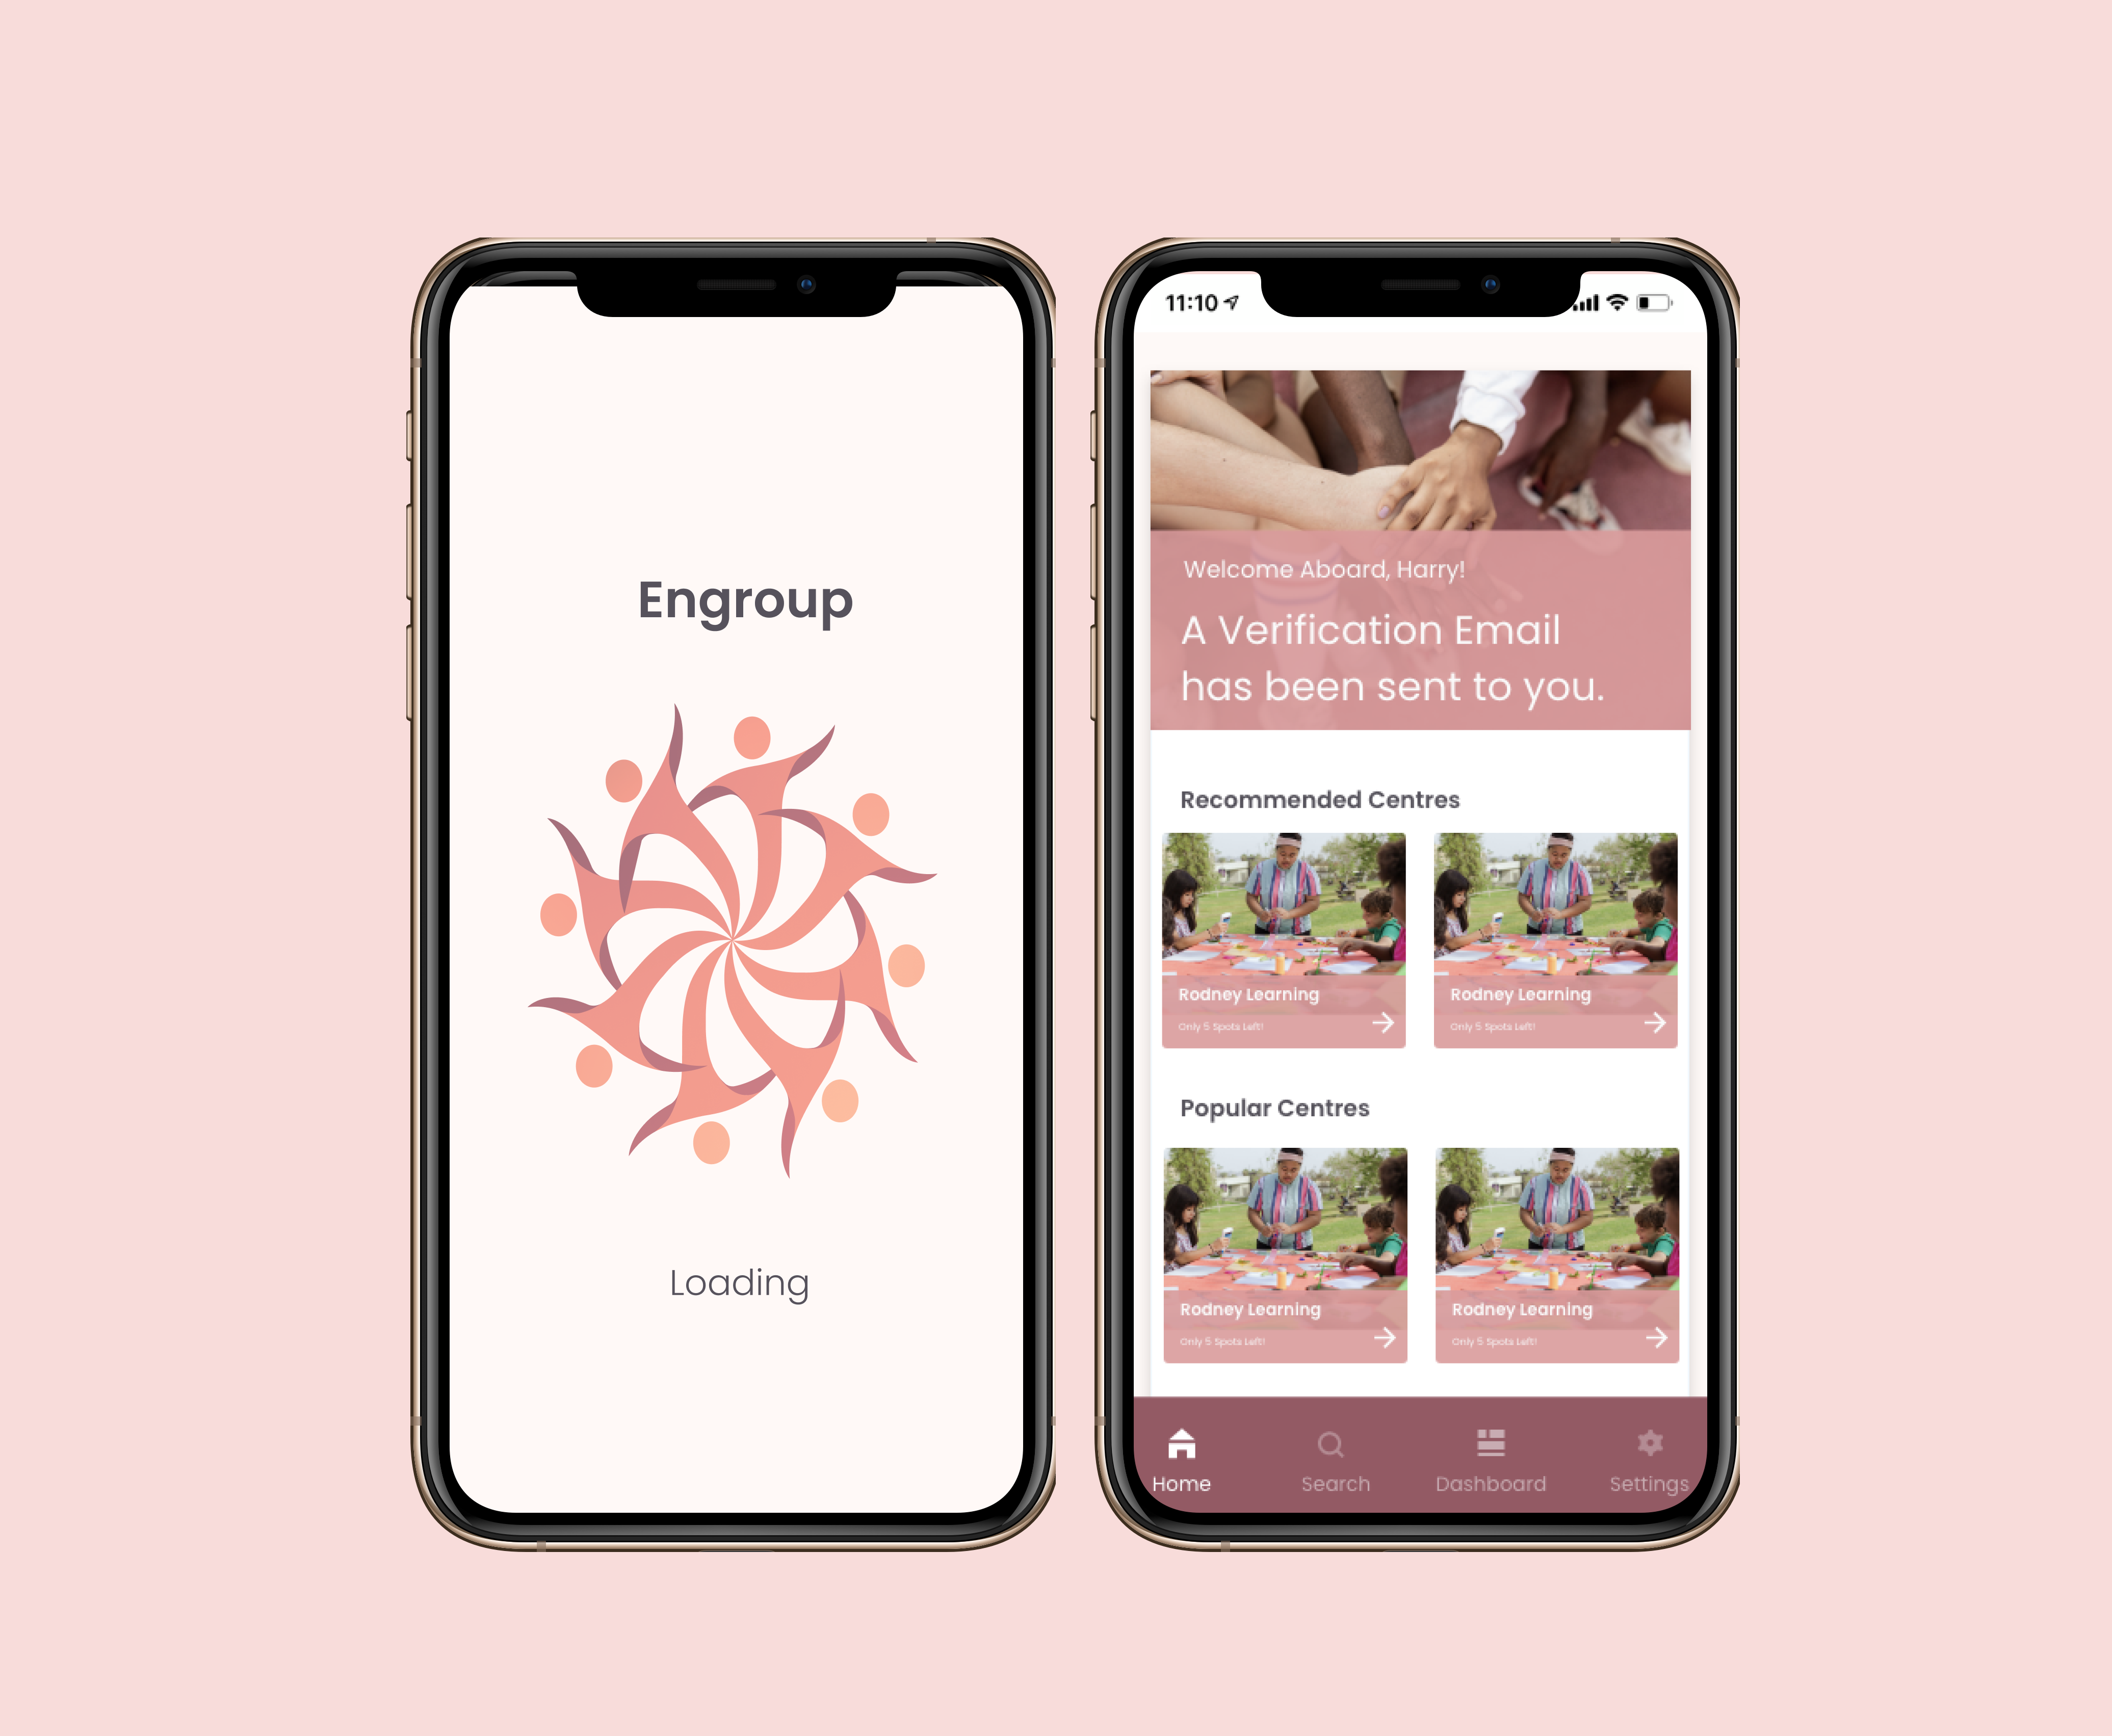 Engroup
Loading
11:10
Welcome Aboard, Harry!
A Verification Email
has been sent to you.
Recommended Centres
Rodney Learning
Only 5 Spots Left!
Rodney Learning
Only 5 Spots Left!
Popular Centres
Rodney Learning
Only 5 Spots Left!
Rodney Learning
Only 5 Spots Left!
Home
Search
Dashboard
Settings